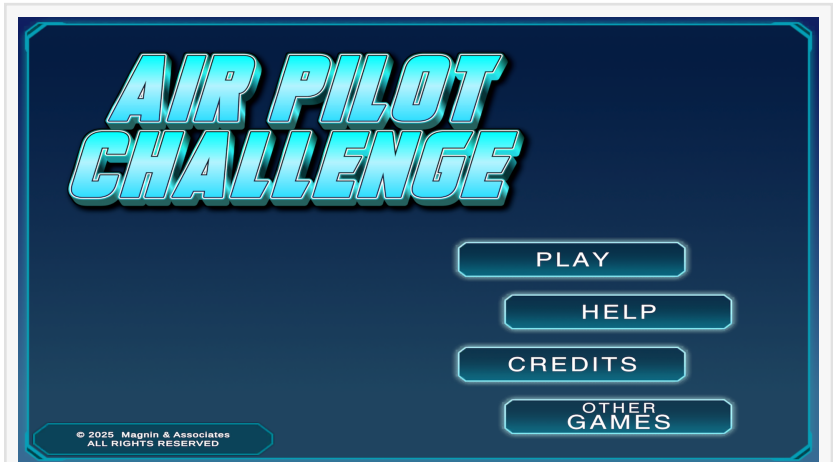 AIR PILOT
CHALLENGE
PLAY
HELP
CREDITS
OTHER
GAMES
© 2025 Magnin & Associates
ALL RIGHTS RESERVED